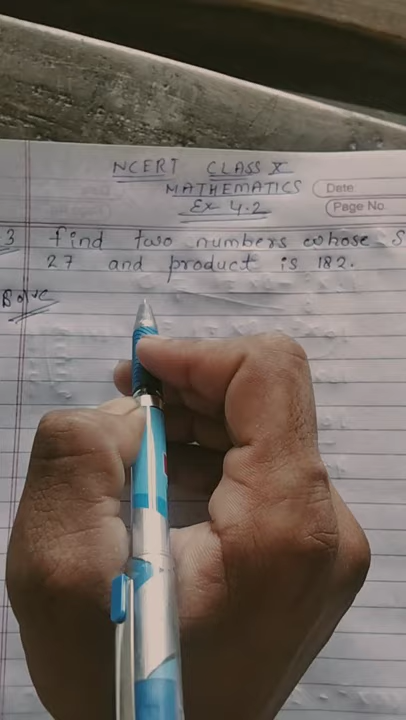 NCERT CLASS X
MATHEMATICS
Date
Ex 4.2
Page No.
3 find two numbers whose S
27 and product is 182.
Solve